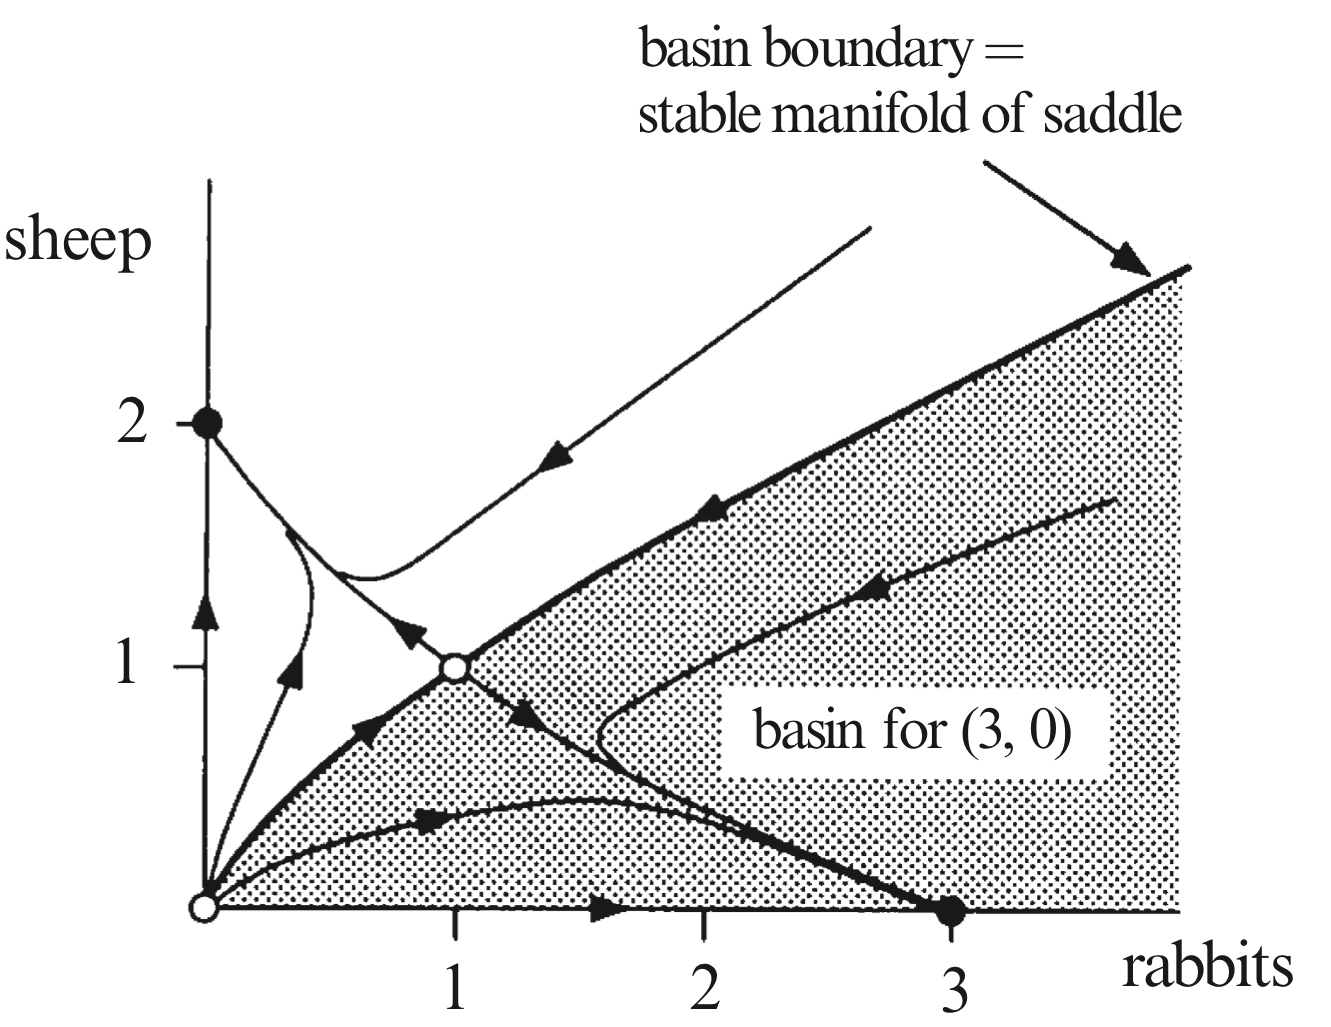 basin boundary =
stable manifold of saddle
sheep
2
1
basin for (3, 0)
1 2 3
rabbits